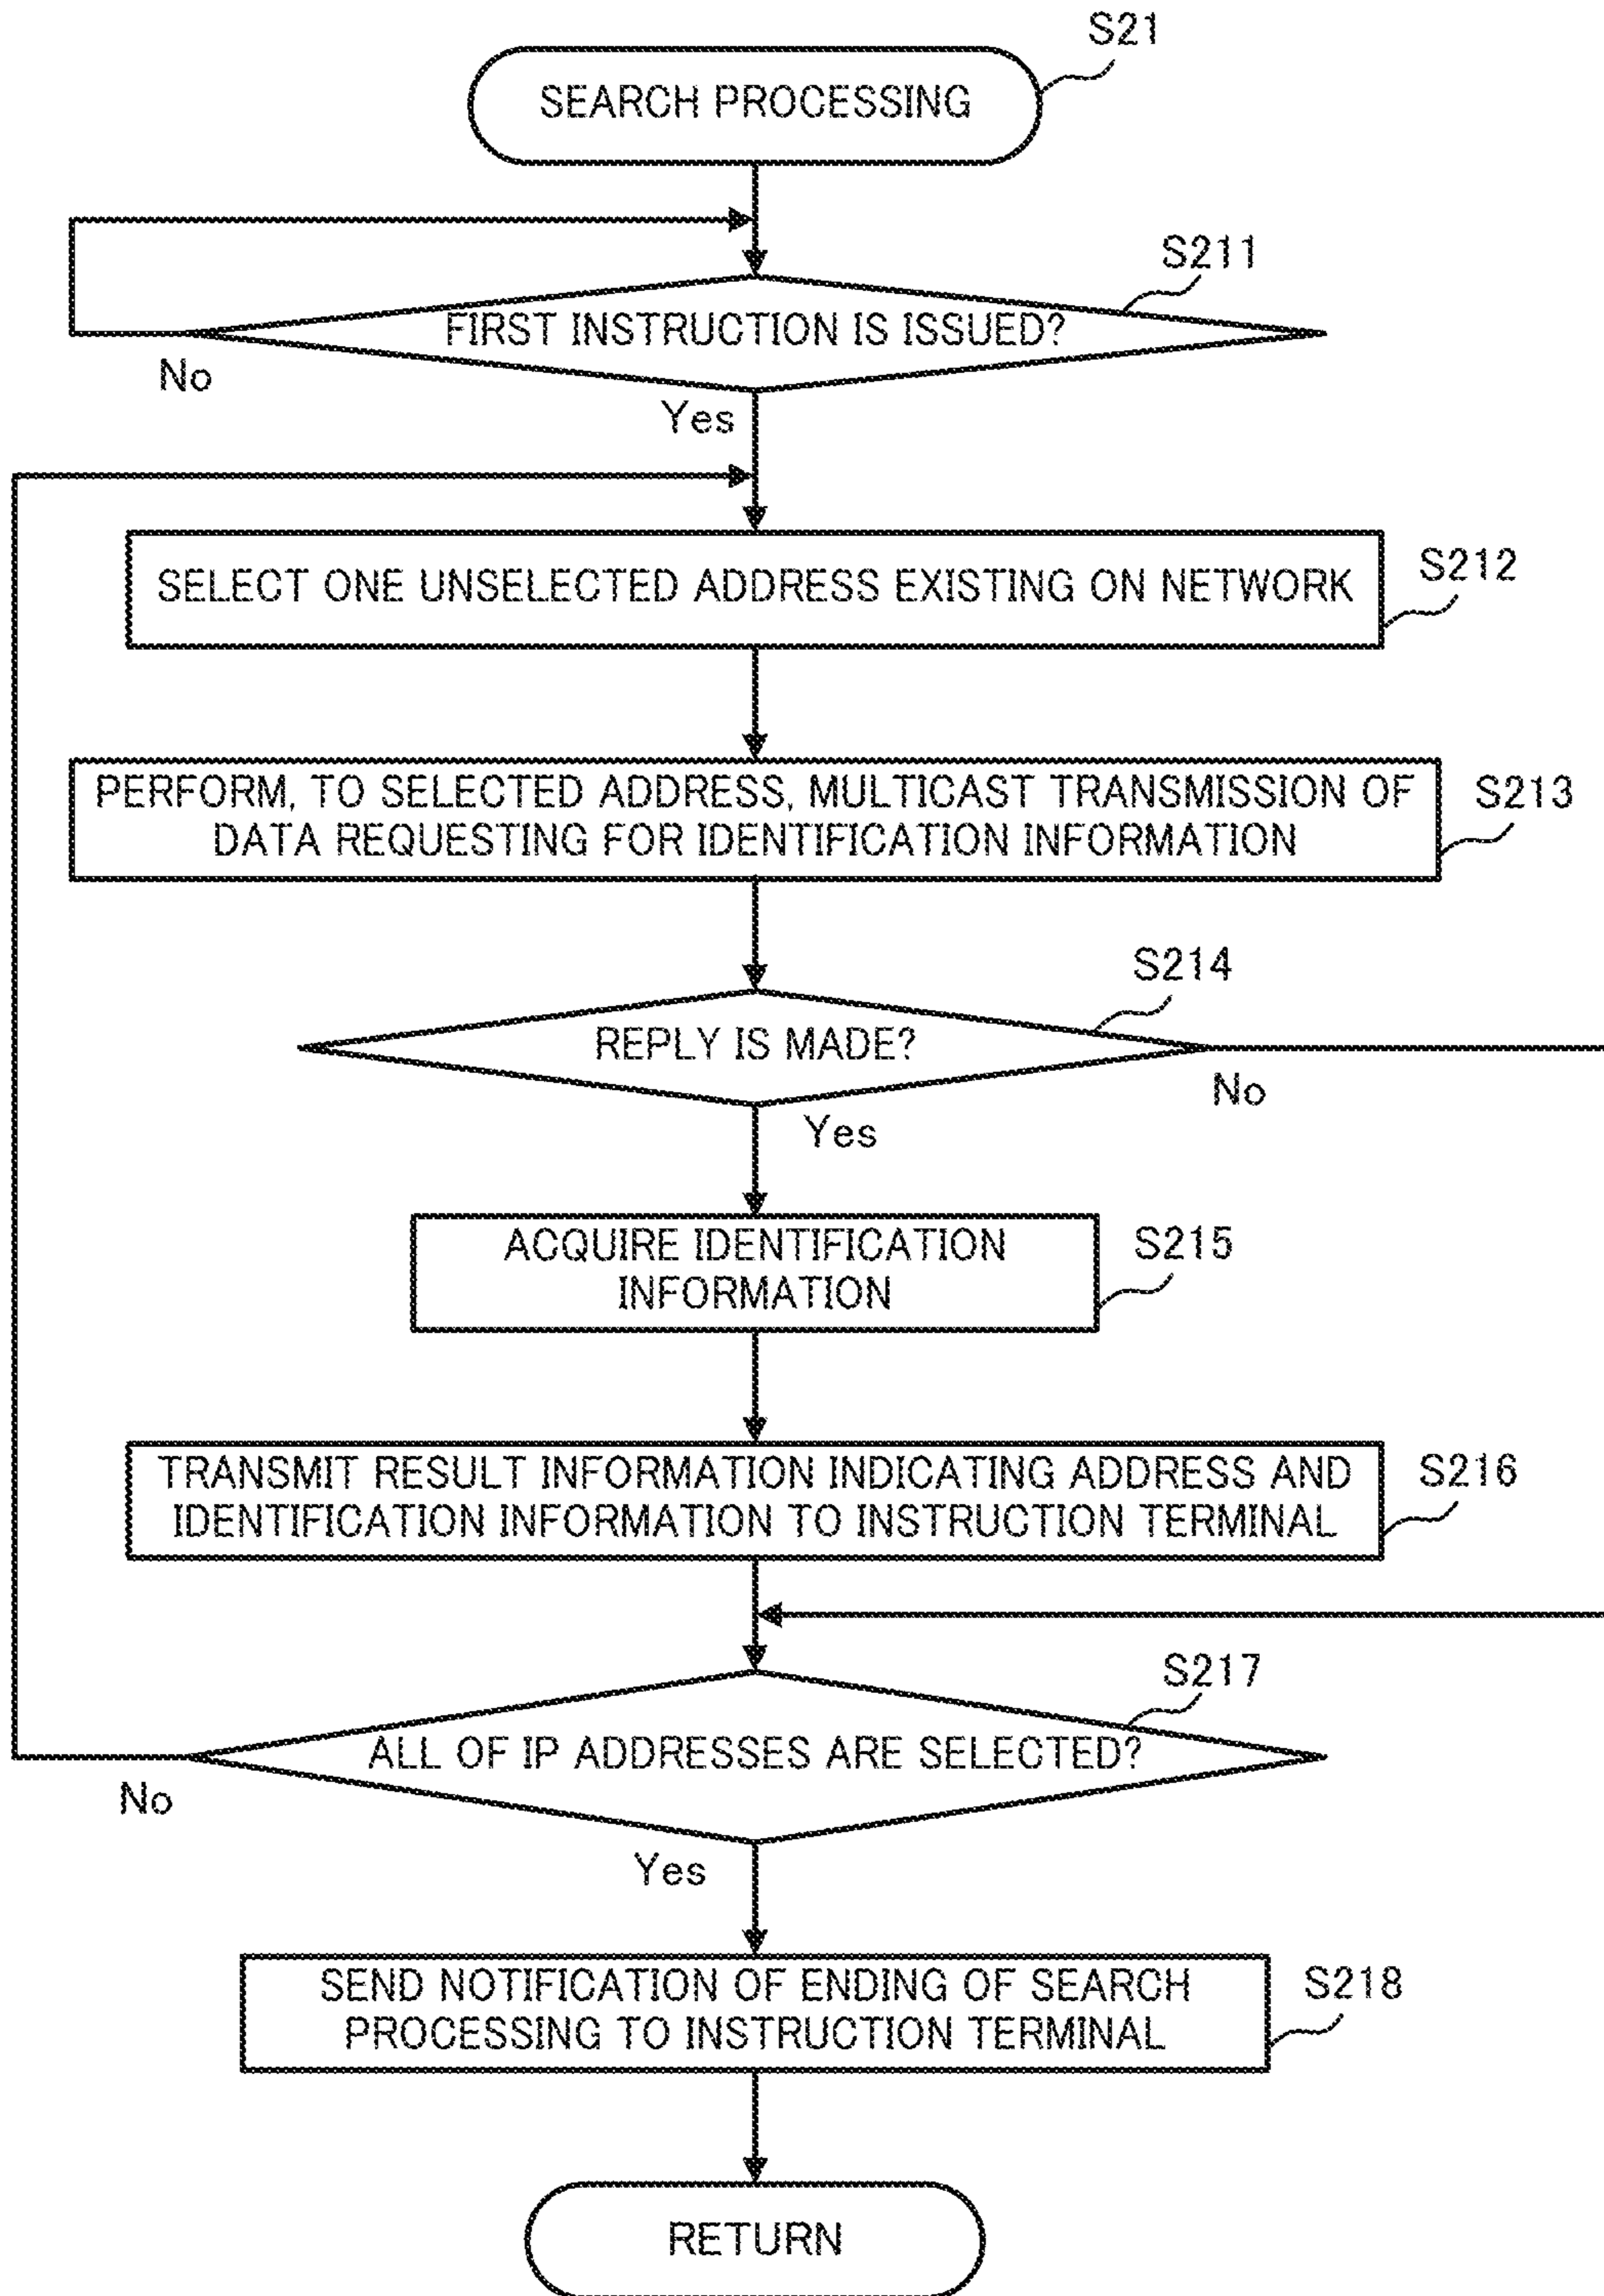 S21
SEARCH PROCESSING
S211
FIRST INSTRUCTION IS ISSUED?
No
Yes
SELECT ONE UNSELECTED ADDRESS EXISTING ON NETWORK
S212
PERFORM, TO SELECTED ADDRESS, MULTICAST TRANSMISSION OF
DATA REQUESTING FOR IDENTIFICATION INFORMATION
S213
S214
REPLY IS MADE?
No
Yes
ACQUIRE IDENTIFICATION
INFORMATION
S215
TRANSMIT RESULT INFORMATION INDICATING ADDRESS AND
IDENTIFICATION INFORMATION TO INSTRUCTION TERMINAL
S216
S217
ALL OF IP ADDRESSES ARE SELECTED?
No
Yes
SEND NOTIFICATION OF ENDING OF SEARCH
PROCESSING TO INSTRUCTION TERMINAL
S218
RETURN